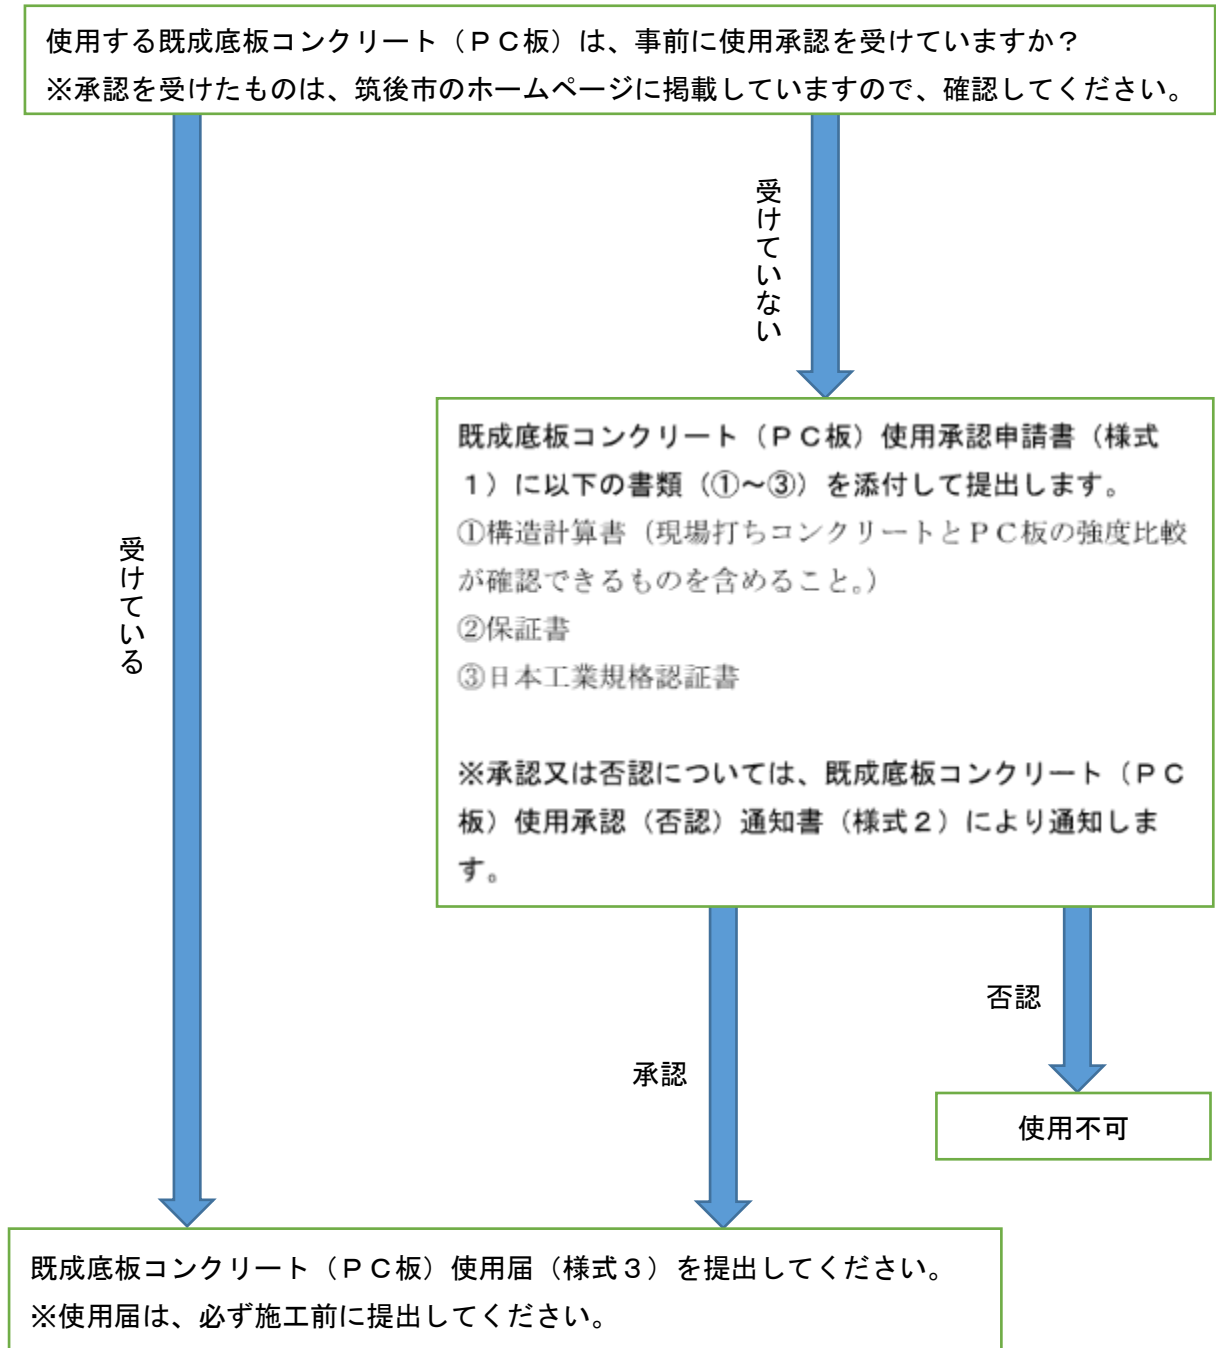 使用する既成底板コンクリート（ＰＣ板）は、事前に使用承認を受けていますか？
※承認を受けたものは、筑後市のホームページに掲載していますので、確認してください。
受けていない
既成底板コンクリート（ＰＣ板）使用承認申請書（様式
１）に以下の書類（①～③）を添付して提出します。
①構造計算書（現場打ちコンクリートとＰＣ板の強度比較
が確認できるものを含めること。）
②保証書
③日本工業規格認証書
※承認又は否認については、既成底板コンクリート（ＰＣ
板）使用承認（否認）通知書（様式２）により通知しま
す。
受けている
否認
承認
使用不可
既成底板コンクリート（ＰＣ板）使用届（様式３）を提出してください。
※使用届は、必ず施工前に提出してください。